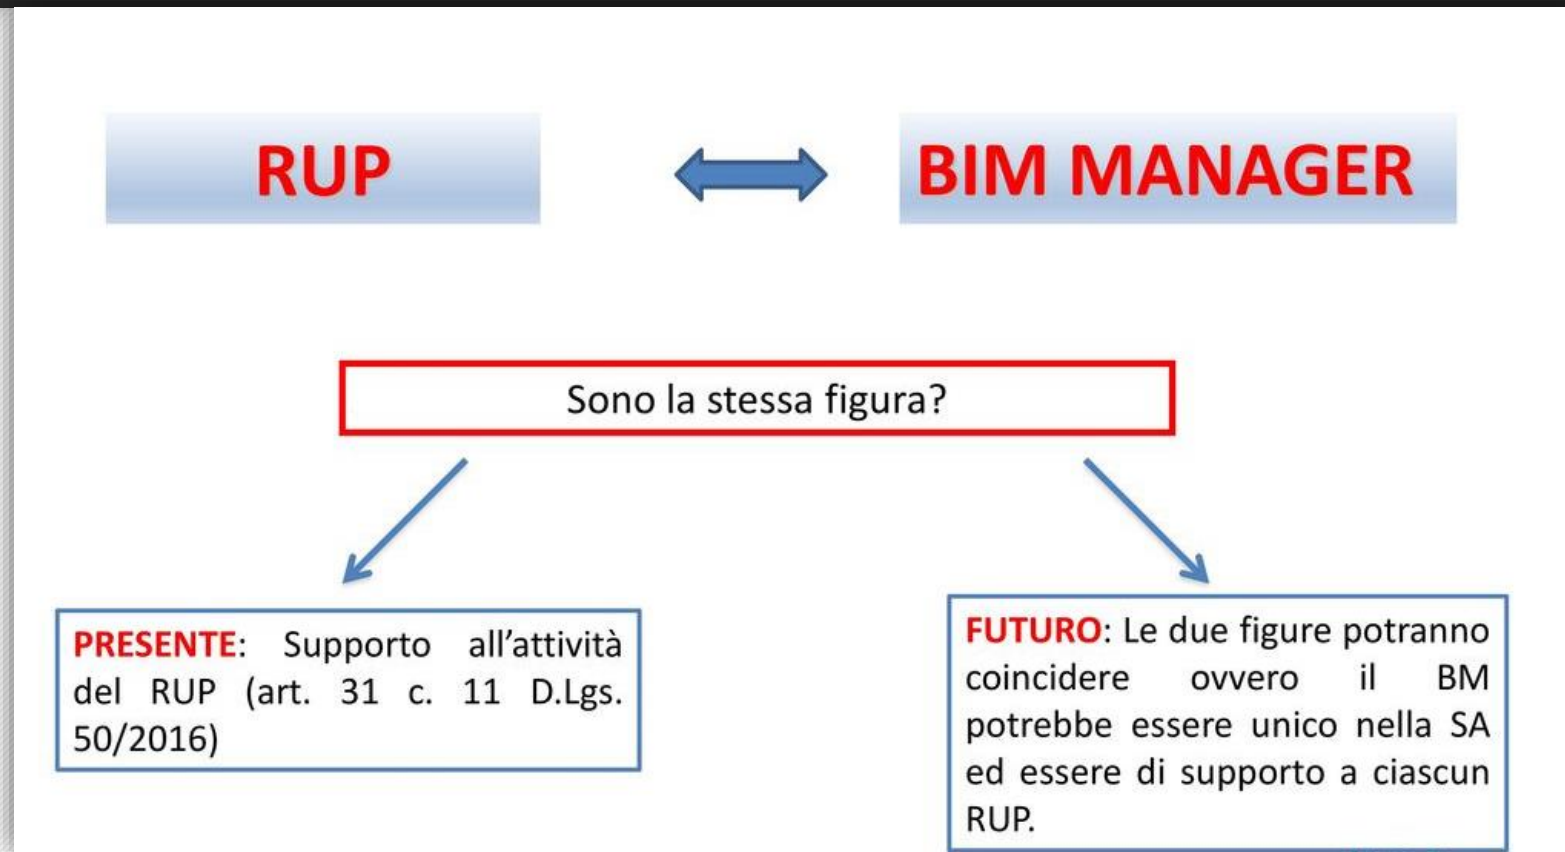 RUP
BIM MANAGER
Sono la stessa figura?
PRESENTE: Supporto all’attività
del RUP (art. 31 c. 11 D.Lgs.
50/2016)
FUTURO: Le due figure potranno
coincidere ovvero il BM
potrebbe essere unico nella SA
ed essere di supporto a ciascun
RUP.